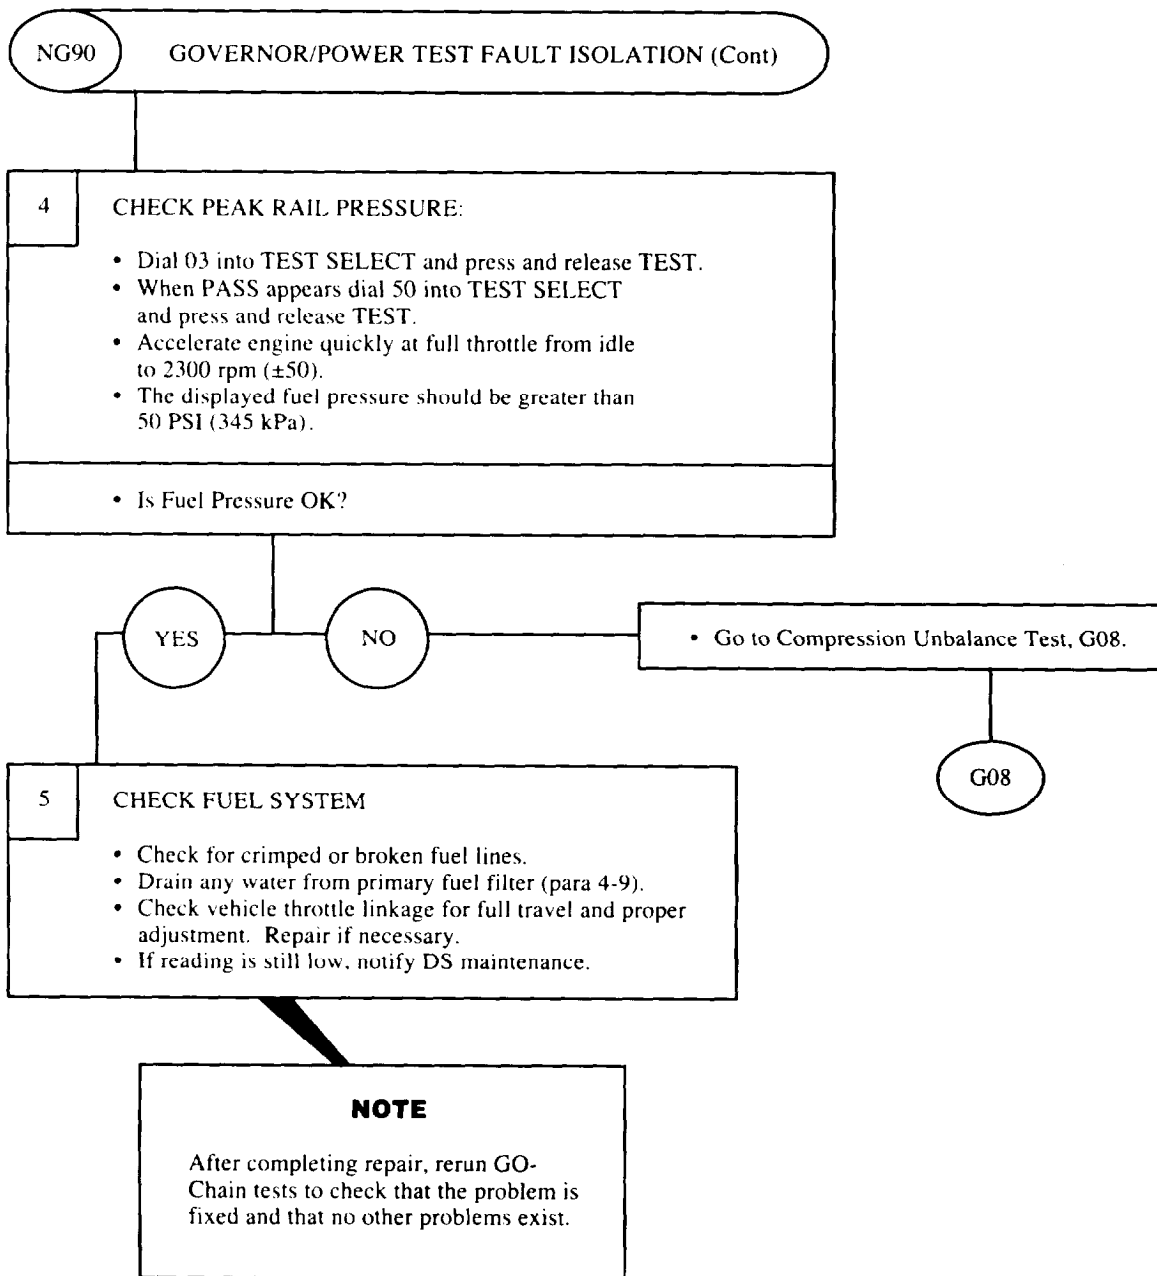 NG90
GOVERNOR/POWER TEST FAULT ISOLATION (Cont)
4
CHECK PEAK RAIL PRESSURE:
• Dial 03 into TEST SELECT and press and release TEST.
• When PASS appears dial 50 into TEST SELECT
and press and release TEST.
• Accelerate engine quickly at full throttle from idle
to 2300 rpm (±50).
• The displayed fuel pressure should be greater than
50 PSI (345 kPa).
• Is Fuel Pressure OK?
YES
NO
• Go to Compression Unbalance Test, G08.
G08
5
CHECK FUEL SYSTEM
• Check for crimped or broken fuel lines.
• Drain any water from primary fuel filter (para 4-9).
• Check vehicle throttle linkage for full travel and proper
adjustment. Repair if necessary.
• If reading is still low, notify DS maintenance.
NOTE
After completing repair, rerun GO-
Chain tests to check that the problem is
fixed and that no other problems exist.